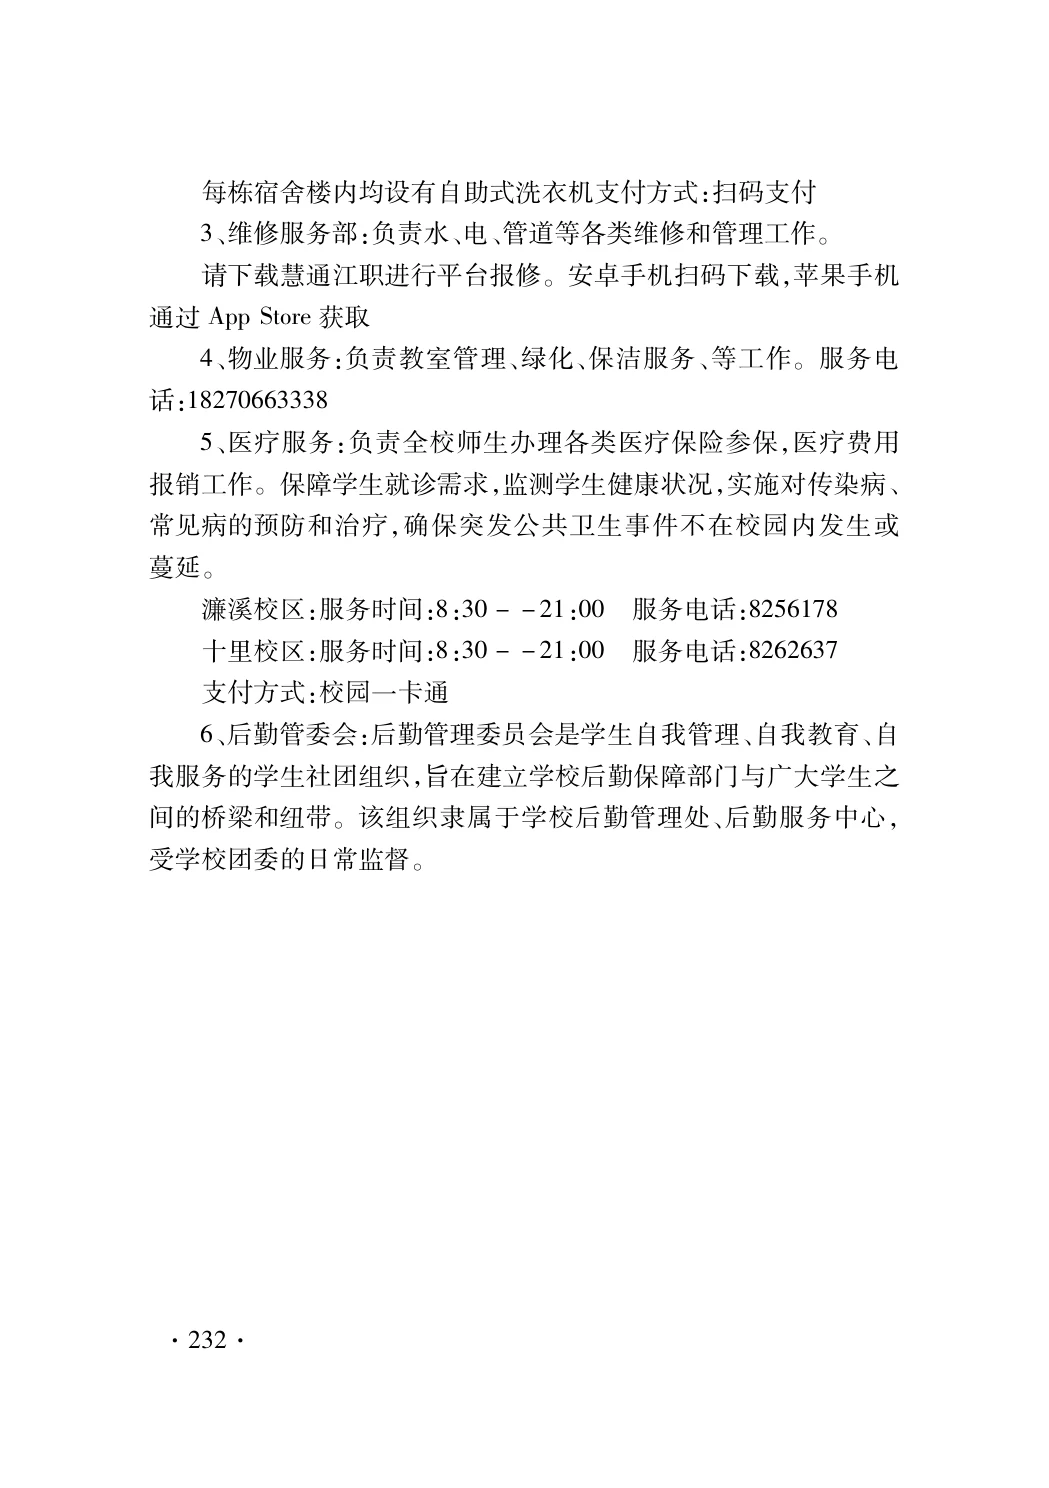 每栋宿舍楼内均设有自助式洗衣机支付方式:扫码支付
3、维修服务部:负责水、电、管道等各类维修和管理工作。
请下载慧通江职进行平台报修。安卓手机扫码下载,苹果手机
通过 App Store 获取
4、物业服务:负责教室管理、绿化、保洁服务、等工作。服务电
话:18270663338
5、医疗服务:负责全校师生办理各类医疗保险参保,医疗费用
报销工作。保障学生就诊需求,监测学生健康状况,实施对传染病、
常见病的预防和治疗,确保突发公共卫生事件不在校园内发生或
蔓延。
濂溪校区:服务时间:8:30--21:00　服务电话:8256178
十里校区:服务时间:8:30--21:00　服务电话:8262637
支付方式:校园一卡通
6、后勤管委会:后勤管理委员会是学生自我管理、自我教育、自
我服务的学生社团组织,旨在建立学校后勤保障部门与广大学生之
间的桥梁和纽带。该组织隶属于学校后勤管理处、后勤服务中心,
受学校团委的日常监督。
·232·